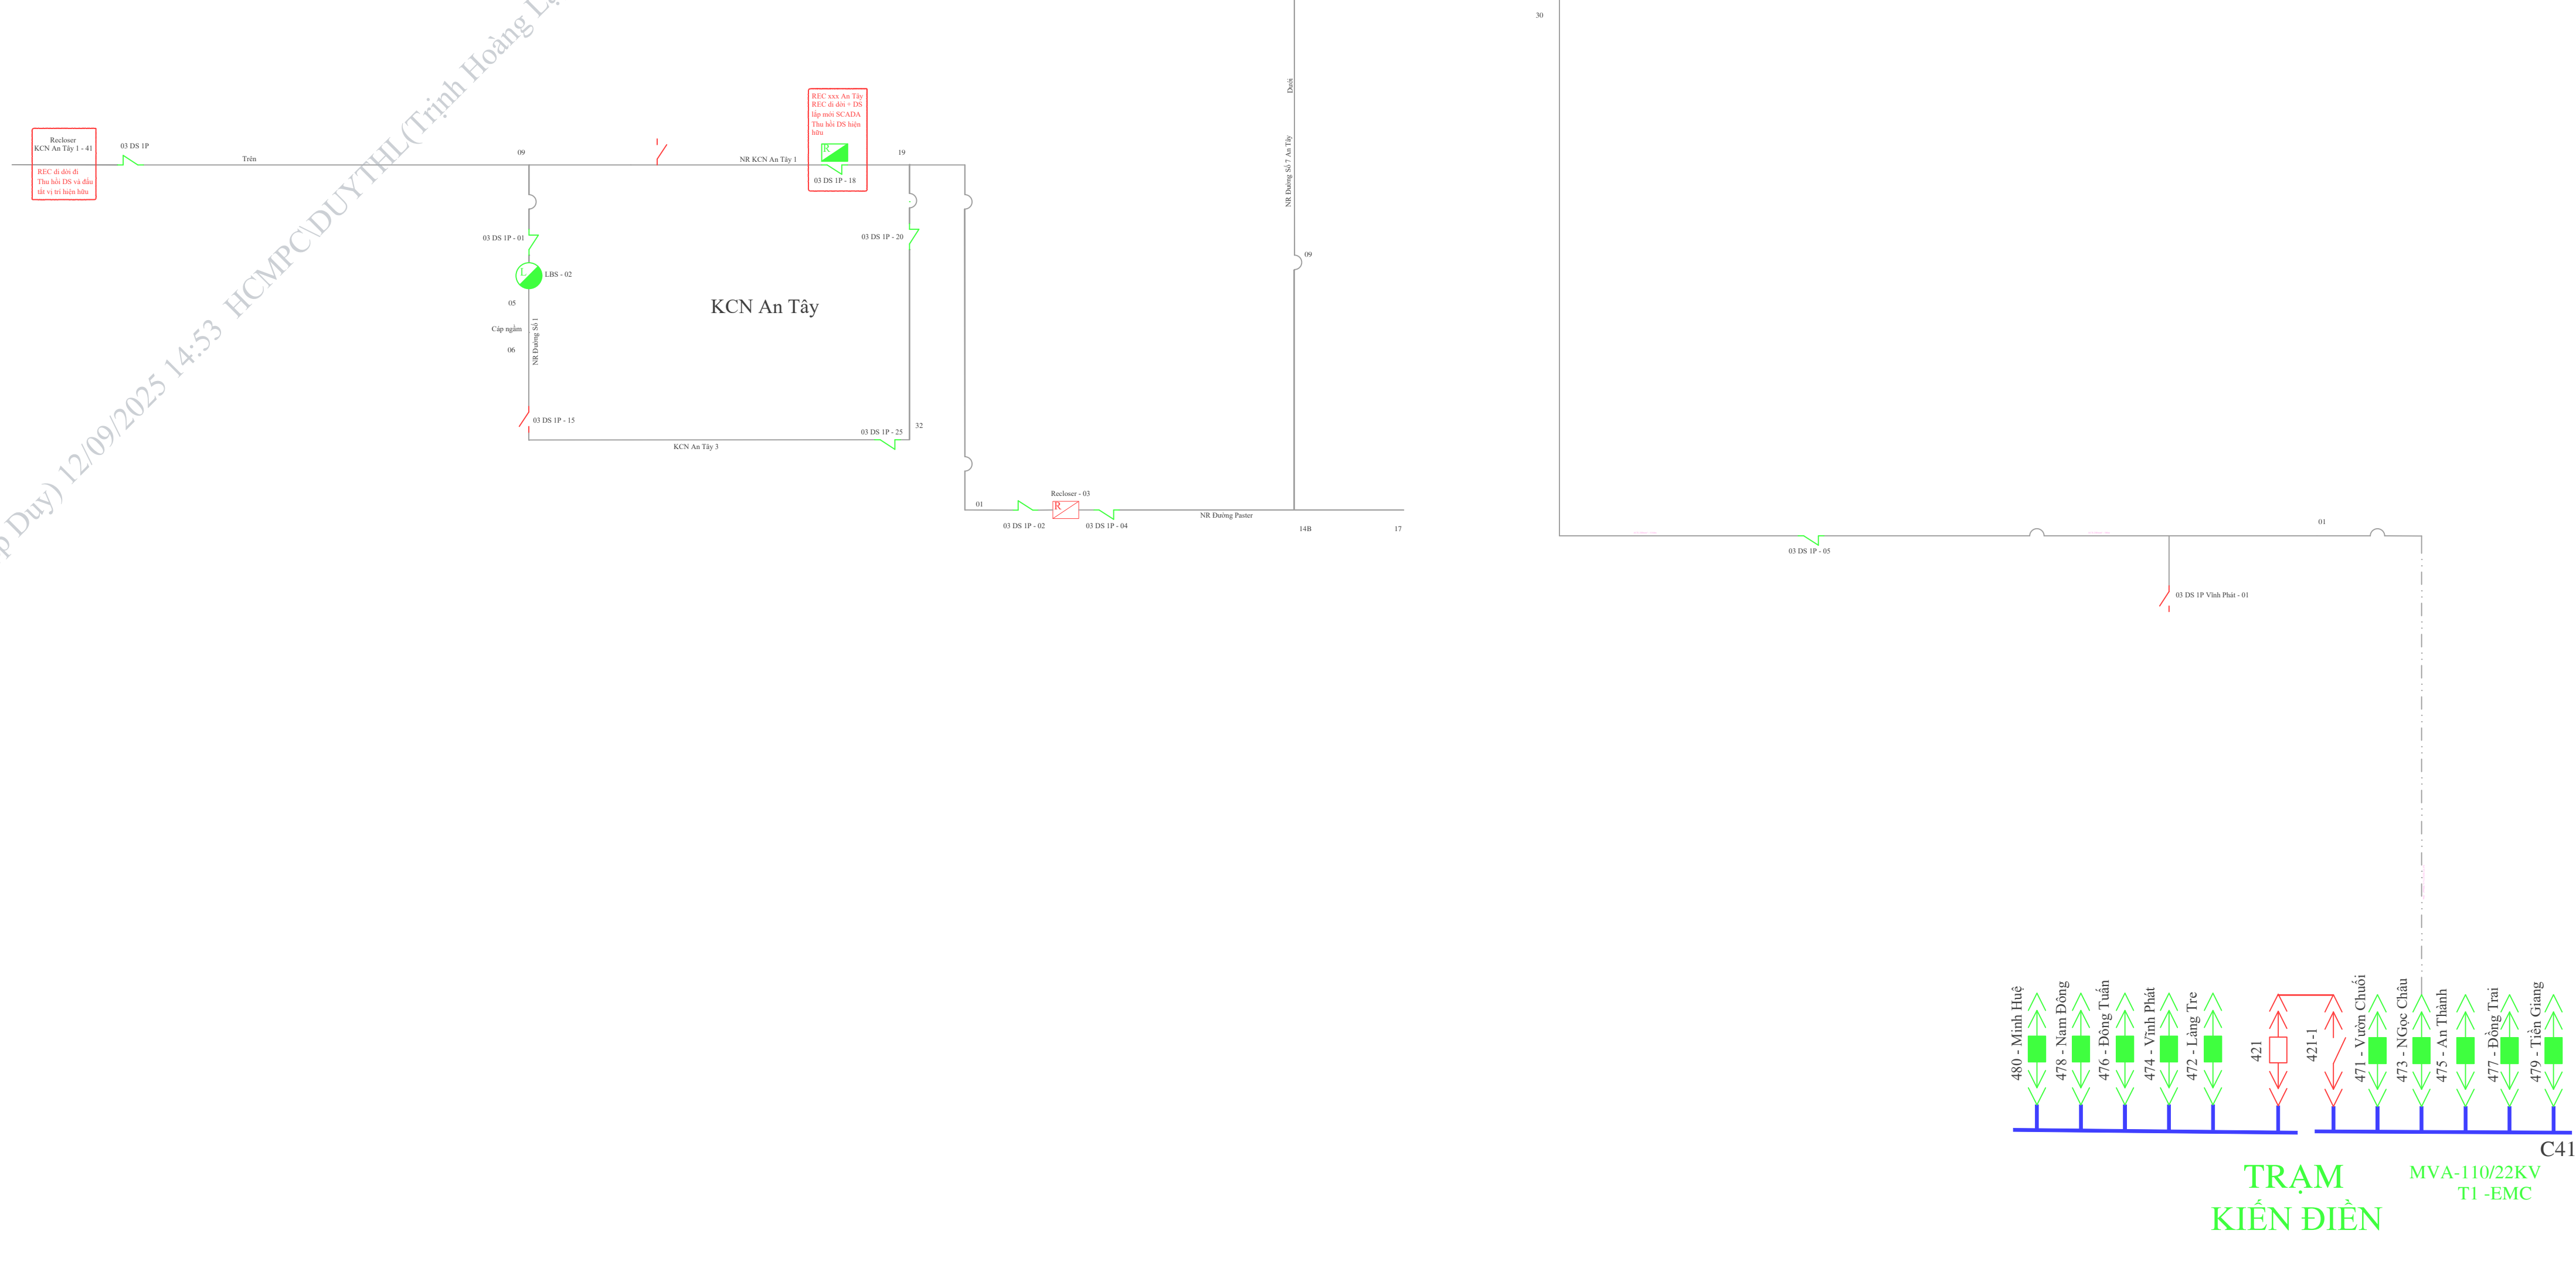 30
Dưới
NR Đường Số 7 An Tây
09
Recloser
KCN An Tây 1 - 41
REC di dời đi
Thu hồi DS và đấu
tắt vị trí hiện hữu
03 DS 1P
Trên
09
NR KCN An Tây 1
REC xxx An Tây
REC di dời + DS
lắp mới SCADA
Thu hồi DS hiện
hữu
R
03 DS 1P - 18
19
03 DS 1P - 01
L
LBS - 02
05
Cáp ngầm
06
NR Đường Số 1
03 DS 1P - 15
KCN An Tây
03 DS 1P - 20
03 DS 1P - 25
32
KCN An Tây 3
01
03 DS 1P - 02
Recloser - 03
R
03 DS 1P - 04
NR Đường Paster
14B
17
03 DS 1P - 05
01
03 DS 1P Vĩnh Phát - 01
p Duy) 12/09/2025 14:53 HCMPC\DUYTHL(Trịnh Hoàng Lạ
480 - Minh Huệ
478 - Nam Đông
476 - Đông Tuấn
474 - Vĩnh Phát
472 - Làng Tre
421
421-1
471 - Vườn Chuối
473 - Ngọc Châu
475 - An Thành
477 - Đồng Trai
479 - Tiền Giang
C41
TRẠM
KIẾN ĐIỀN
MVA-110/22KV
T1 -EMC